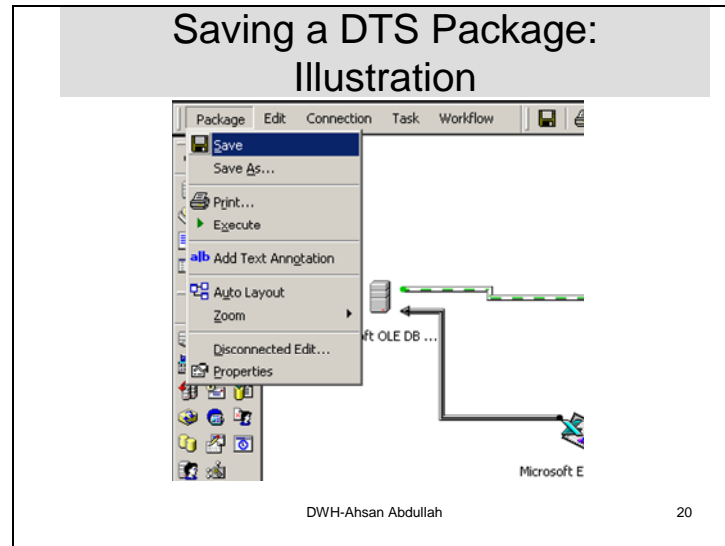 Saving a DTS Package:
Illustration
Package Edit Connection Task Workflow
Save
Save As...
Print...
Execute
a|b Add Text Annotation
Auto Layout
Zoom
Disconnected Edit...
Properties
ft OLE DB ...
Microsoft E
DWH-Ahsan Abdullah 20